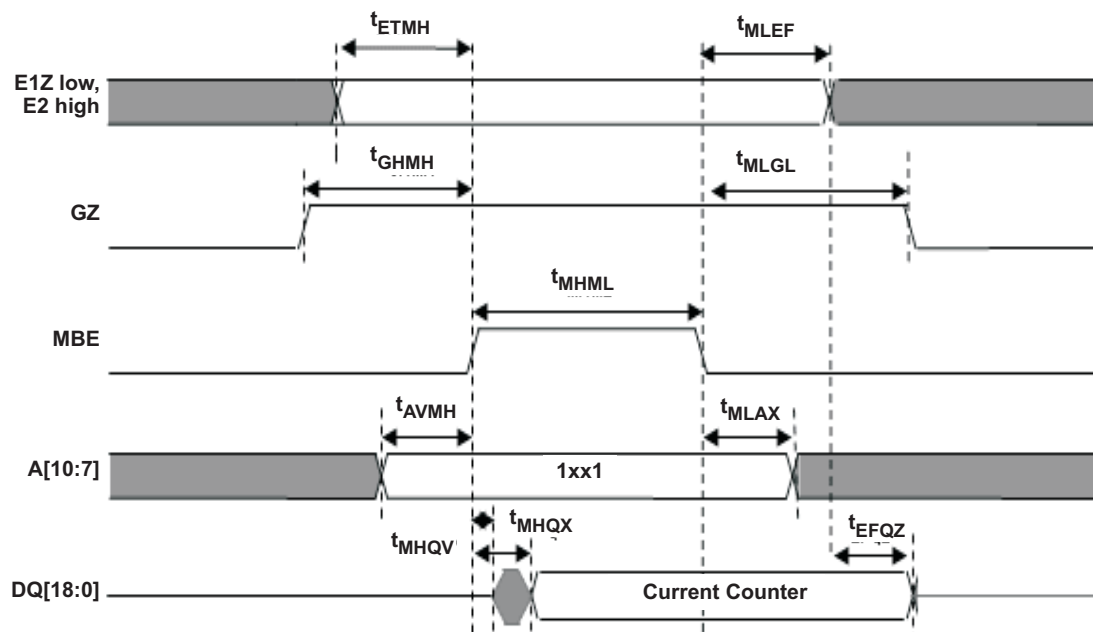 tETMH
tMLEF
E1Z low,
E2 high
tGHMH
tMLGL
GZ
tMHML
MBE
tAVMH
tMLAX
A[10:7]
1xx1
tMHQX
tMHQV
tEFQZ
DQ[18:0]
Current Counter